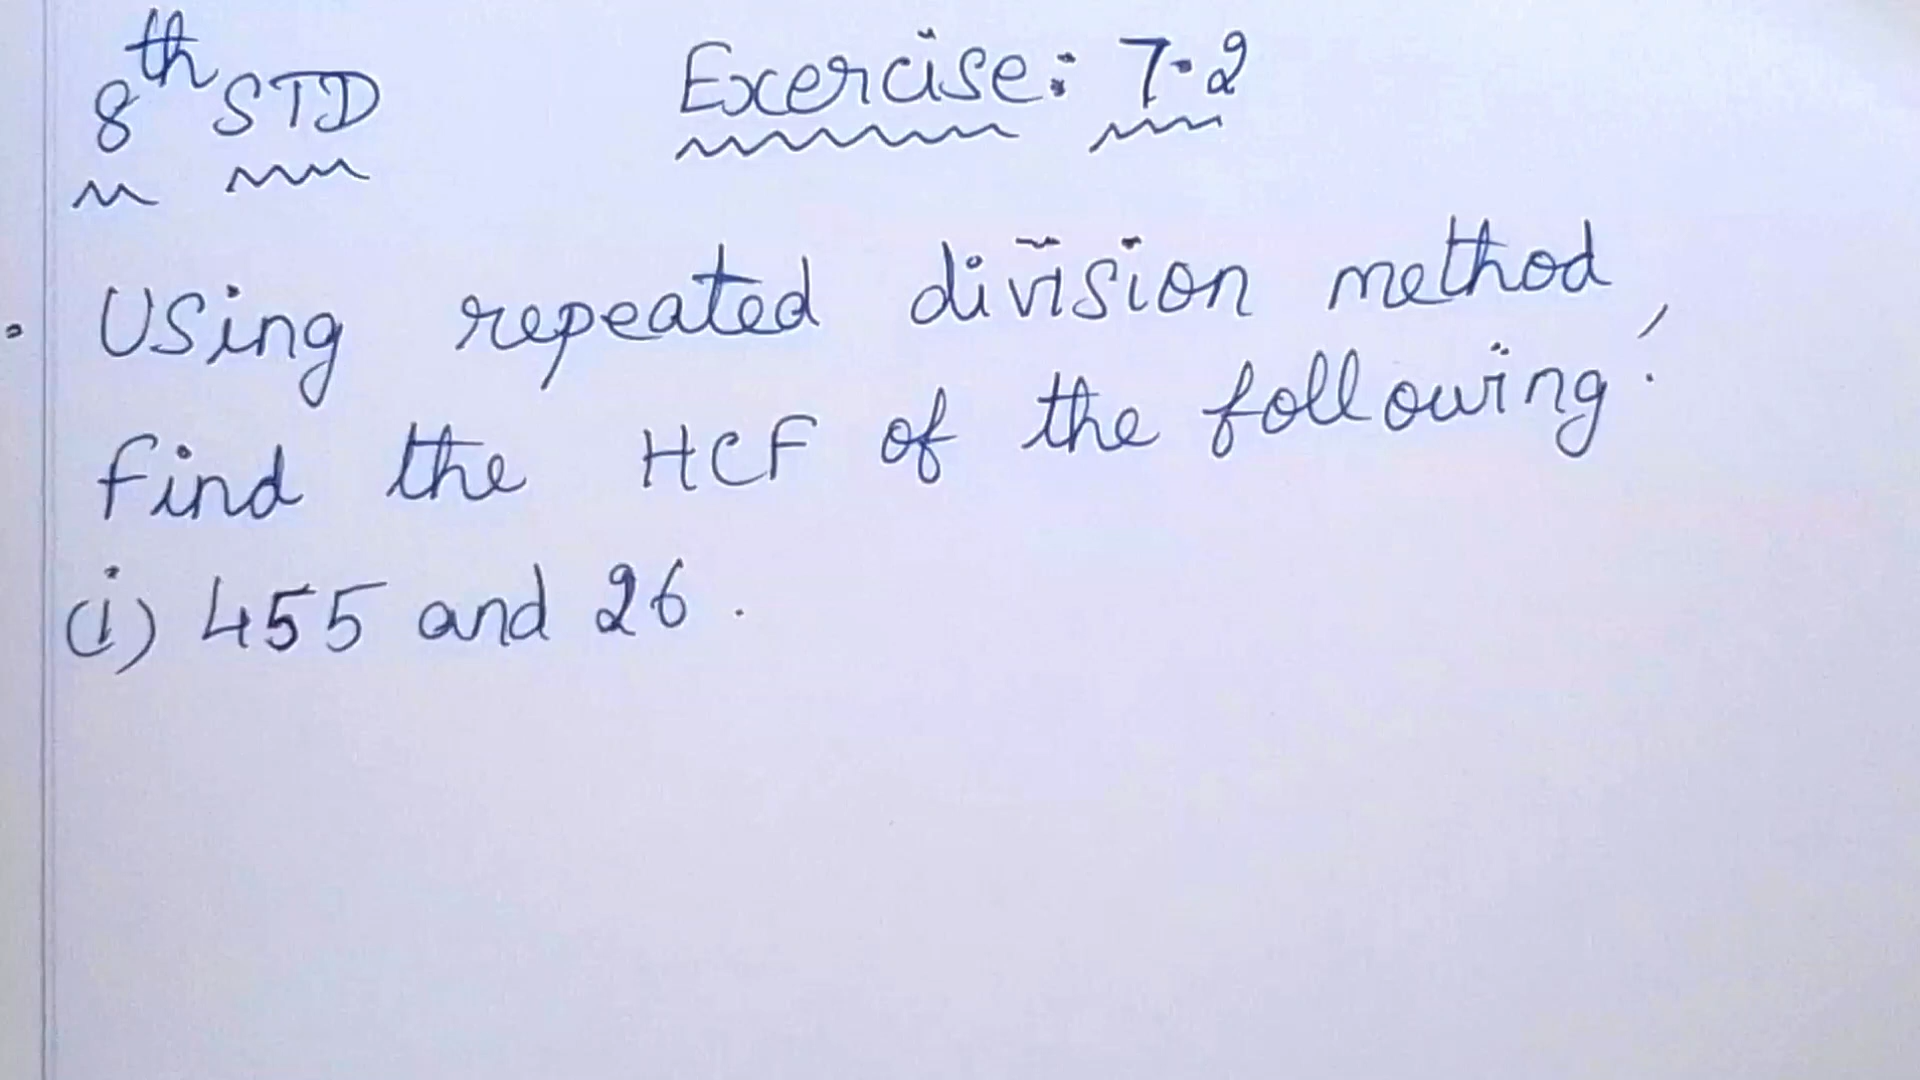 8th STD Exercise: 7.2
Using repeated division method,
find the HCF of the following:
(i) 455 and 26.